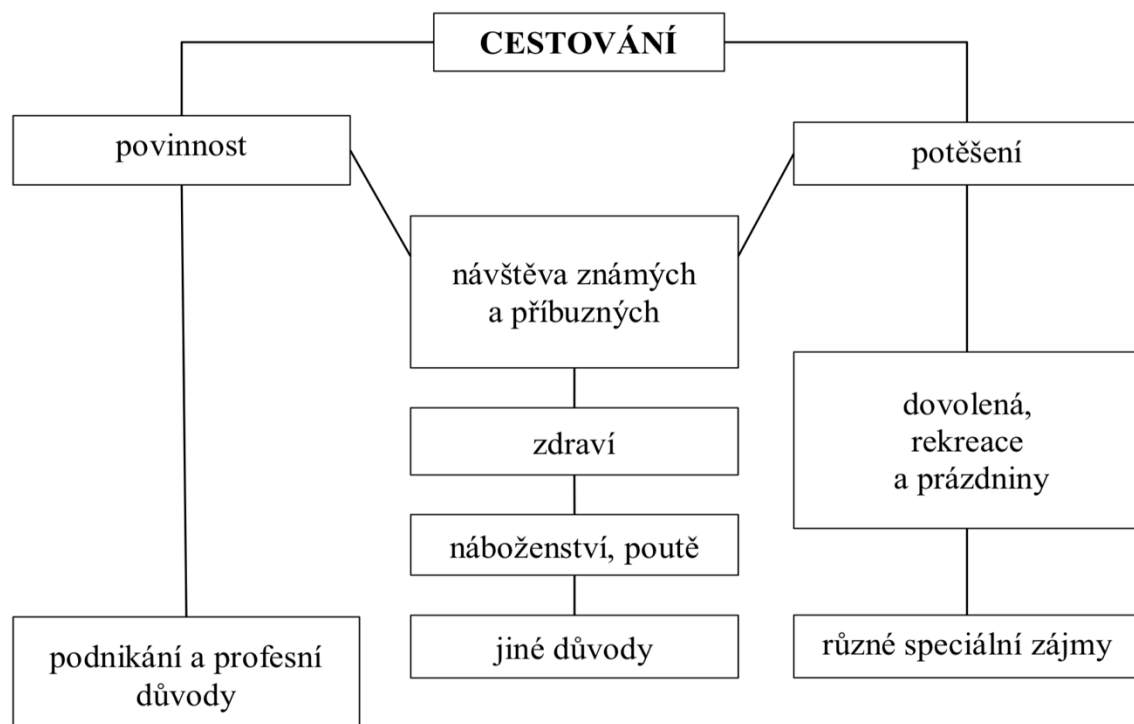 CESTOVÁNÍ
povinnost
potěšení
návštěva známých
a příbuzných
dovolená,
rekreace
a prázdniny
zdraví
náboženství, poutě
podnikání a profesní
důvody
jiné důvody
různé speciální zájmy